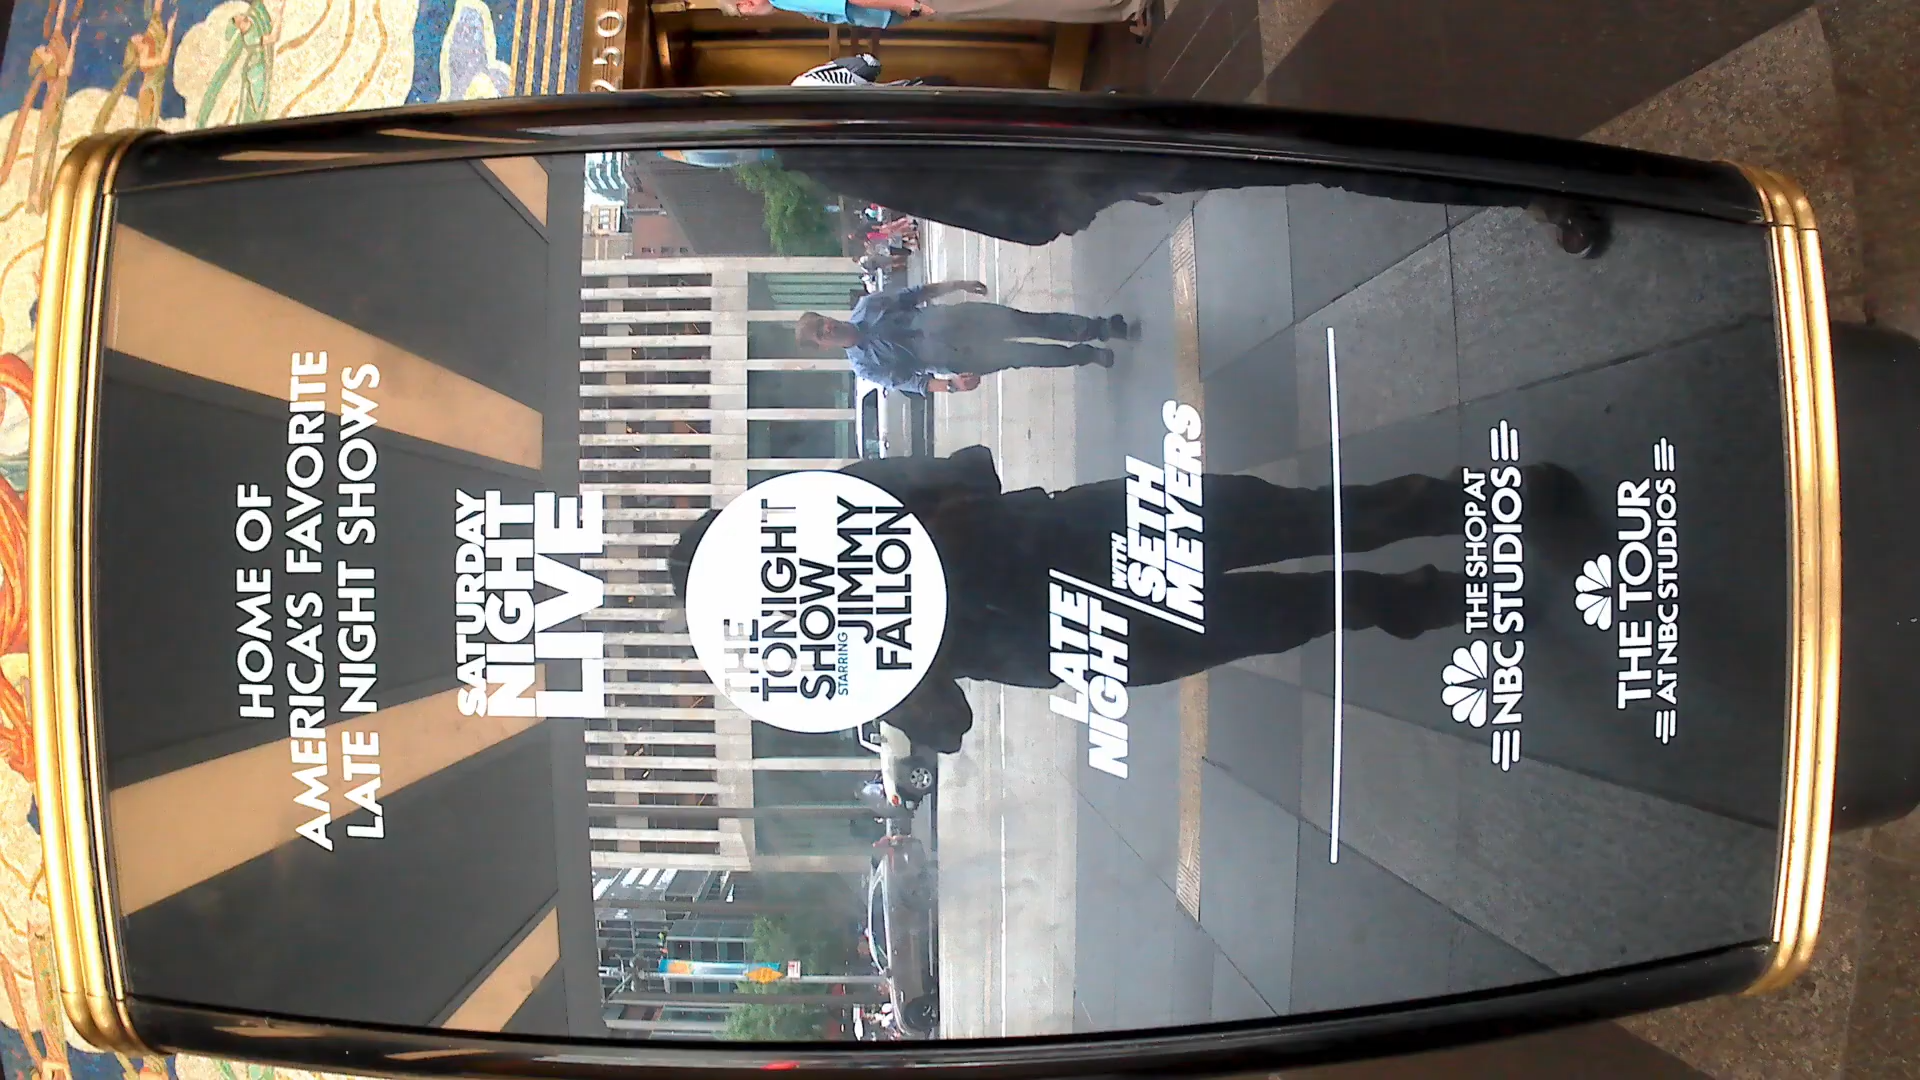 1250
HOME OF
AMERICA'S FAVORITE
LATE NIGHT SHOWS
SATURDAY
NIGHT
LIVE
THE
TONIGHT
SHOW
STARRING JIMMY
FALLON
LATE
NIGHT
WITH
SETH
MEYERS
THE SHOP AT
NBC STUDIOS
THE TOUR
AT NBC STUDIOS